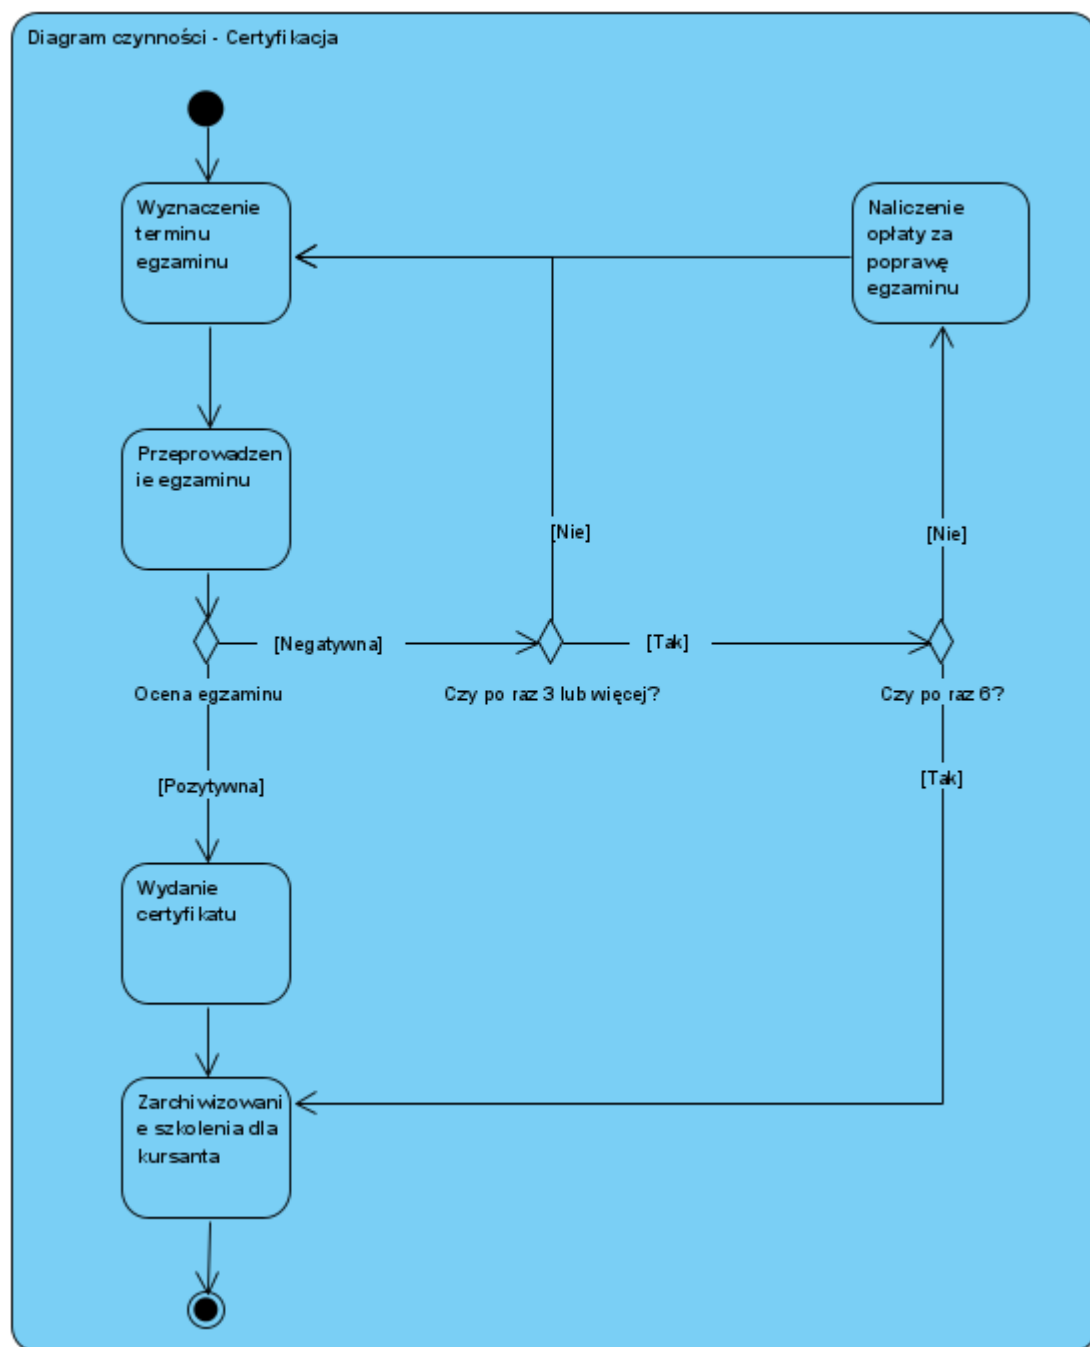 Diagram czynności - Certyfikacja
Wyznaczenie
terminu
egzaminu
Naliczenie
opłaty za
poprawę
egzaminu
Przeprowadzen
ie egzaminu
[Nie]
[Nie]
[Negatywna]
[Tak]
Ocena egzaminu
Czy po raz 3 lub więcej?
Czy po raz 6?
[Pozytywna]
[Tak]
Wydanie
certyfikatu
Zarchiwizowani
e szkolenia dla
kursanta